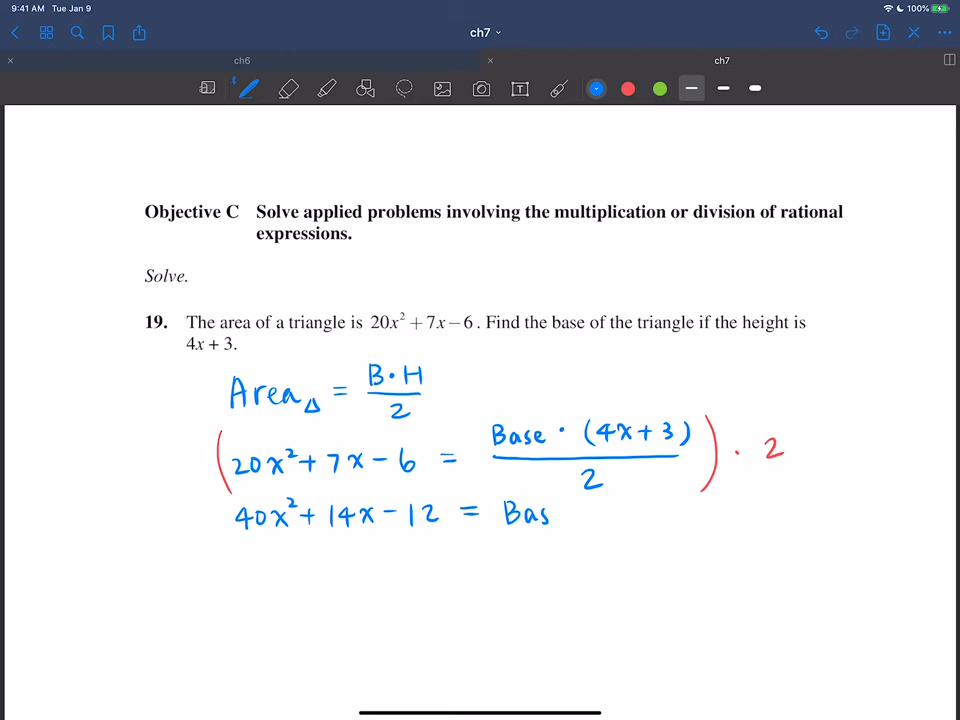 9:41 AM Tue Jan 9
100%
ch7
ch6
ch7
T
Objective C Solve applied problems involving the multiplication or division of rational
expressions.
Solve.
19. The area of a triangle is 20x² + 7x − 6. Find the base of the triangle if the height is
4x + 3.
Area△ = B·H/2
(20x² + 7x − 6 = Base · (4x + 3)/2) · 2
40x² + 14x − 12 = Bas